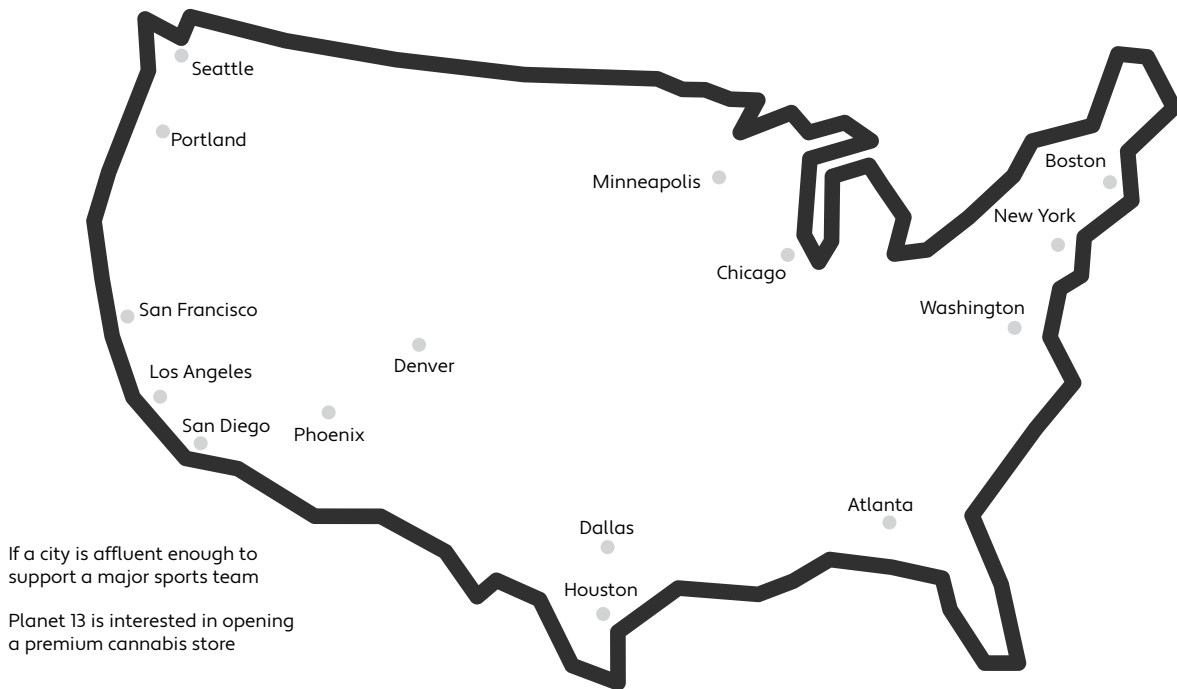 Seattle
Portland
Minneapolis
Boston
New York
Chicago
Washington
San Francisco
Denver
Los Angeles
San Diego
Phoenix
Atlanta
Dallas
Houston
If a city is affluent enough to
support a major sports team
Planet 13 is interested in opening
a premium cannabis store